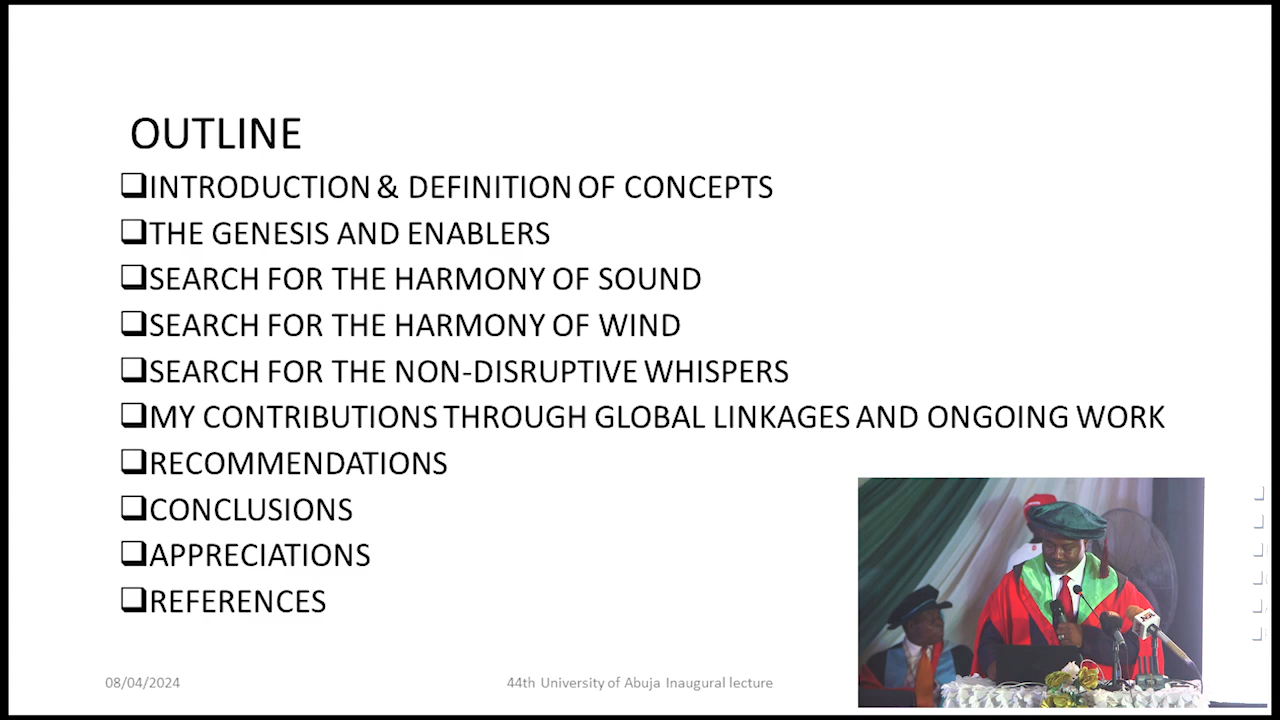 OUTLINE
❑INTRODUCTION & DEFINITION OF CONCEPTS
❑THE GENESIS AND ENABLERS
❑SEARCH FOR THE HARMONY OF SOUND
❑SEARCH FOR THE HARMONY OF WIND
❑SEARCH FOR THE NON-DISRUPTIVE WHISPERS
❑MY CONTRIBUTIONS THROUGH GLOBAL LINKAGES AND ONGOING WORK
❑RECOMMENDATIONS
❑CONCLUSIONS
❑APPRECIATIONS
❑REFERENCES
08/04/2024
44th University of Abuja Inaugural lecture